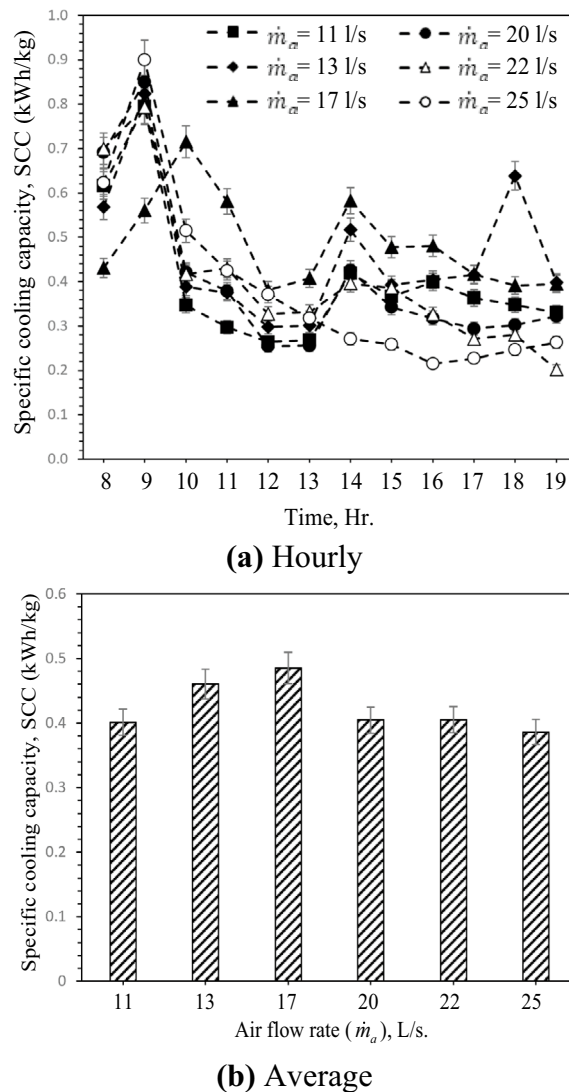 Specific cooling capacity, SCC (kWh/kg)
1.0
0.9
0.8
0.7
0.6
0.5
0.4
0.3
0.2
0.1
0.0
ṁₐ= 11 l/s
ṁₐ= 20 l/s
ṁₐ= 13 l/s
ṁₐ= 22 l/s
ṁₐ= 17 l/s
ṁₐ= 25 l/s
8 9 10 11 12 13 14 15 16 17 18 19
Time, Hr.
(a) Hourly
Specific cooling capacity, SCC (kWh/kg)
0.6
0.5
0.4
0.3
0.2
0.1
0
11 13 17 20 22 25
Air flow rate (ṁₐ), L/s.
(b) Average